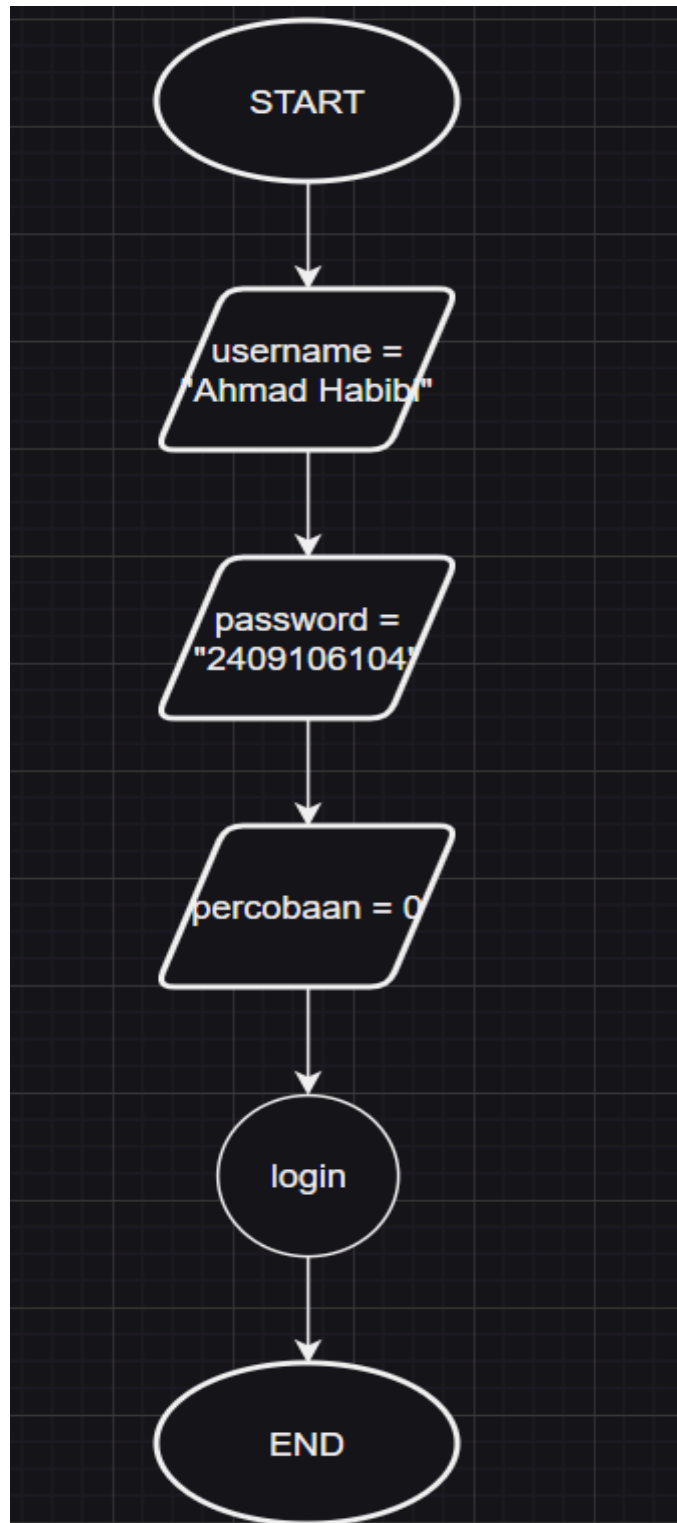 START
username =
"Ahmad Habibi"
password =
"2409106104"
percobaan = 0
login
END